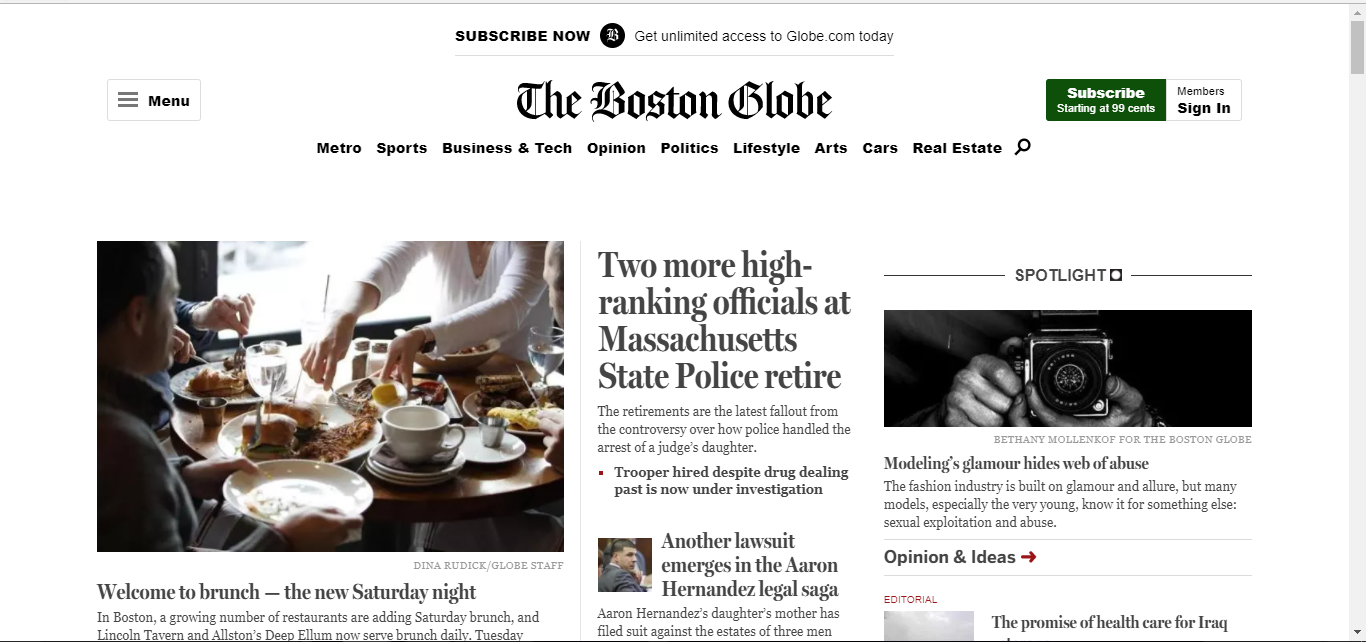 SUBSCRIBE NOW B Get unlimited access to Globe.com today
Menu
The Boston Globe
Subscribe
Starting at 99 cents
Members
Sign In
Metro Sports Business & Tech Opinion Politics Lifestyle Arts Cars Real Estate
DINA RUDICK/GLOBE STAFF
Welcome to brunch — the new Saturday night
In Boston, a growing number of restaurants are adding Saturday brunch, and
Lincoln Tavern and Allston's Deep Ellum now serve brunch daily, Tuesday
Two more high-
ranking officials at
Massachusetts
State Police retire
The retirements are the latest fallout from
the controversy over how police handled the
arrest of a judge's daughter.
Trooper hired despite drug dealing
past is now under investigation
Another lawsuit
emerges in the Aaron
Hernandez legal saga
Aaron Hernandez's daughter's mother has
filed suit against the estates of three men
SPOTLIGHT
BETHANY MOLLENKOF FOR THE BOSTON GLOBE
Modeling's glamour hides web of abuse
The fashion industry is built on glamour and allure, but many
models, especially the very young, know it for something else:
sexual exploitation and abuse.
Opinion & Ideas
EDITORIAL
The promise of health care for Iraq